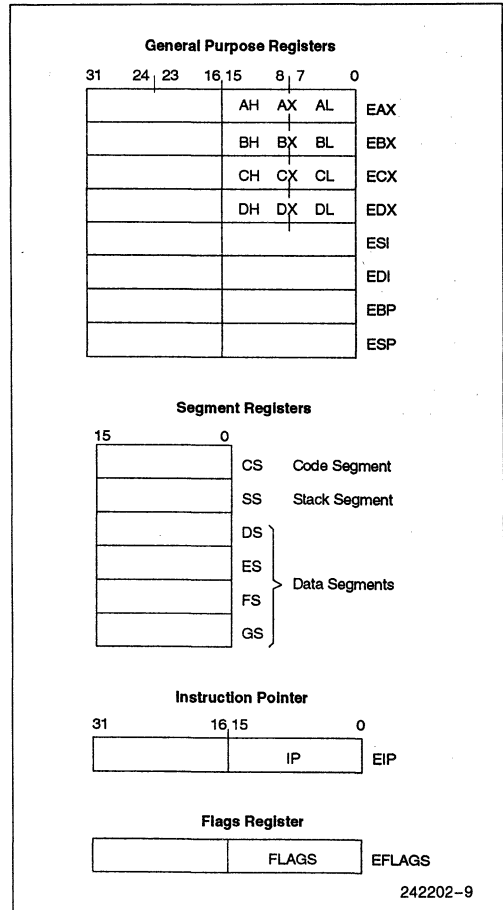 General Purpose Registers
31 24 23 16 15 8 7 0
AH AX AL EAX
BH BX BL EBX
CH CX CL ECX
DH DX DL EDX
ESI
EDI
EBP
ESP
Segment Registers
15 0
CS Code Segment
SS Stack Segment
DS
ES
Data Segments
FS
GS
Instruction Pointer
31 16 15 0
IP EIP
Flags Register
FLAGS EFLAGS
242202-9